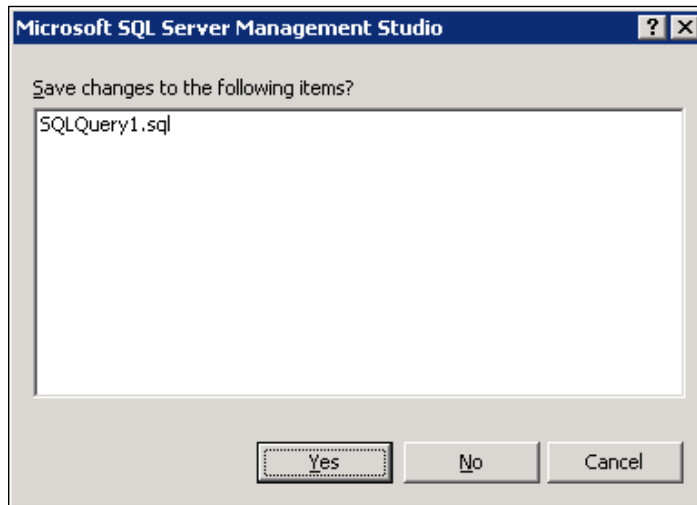 Microsoft SQL Server Management Studio
Save changes to the following items?
SQLQuery1.sql
Yes No Cancel